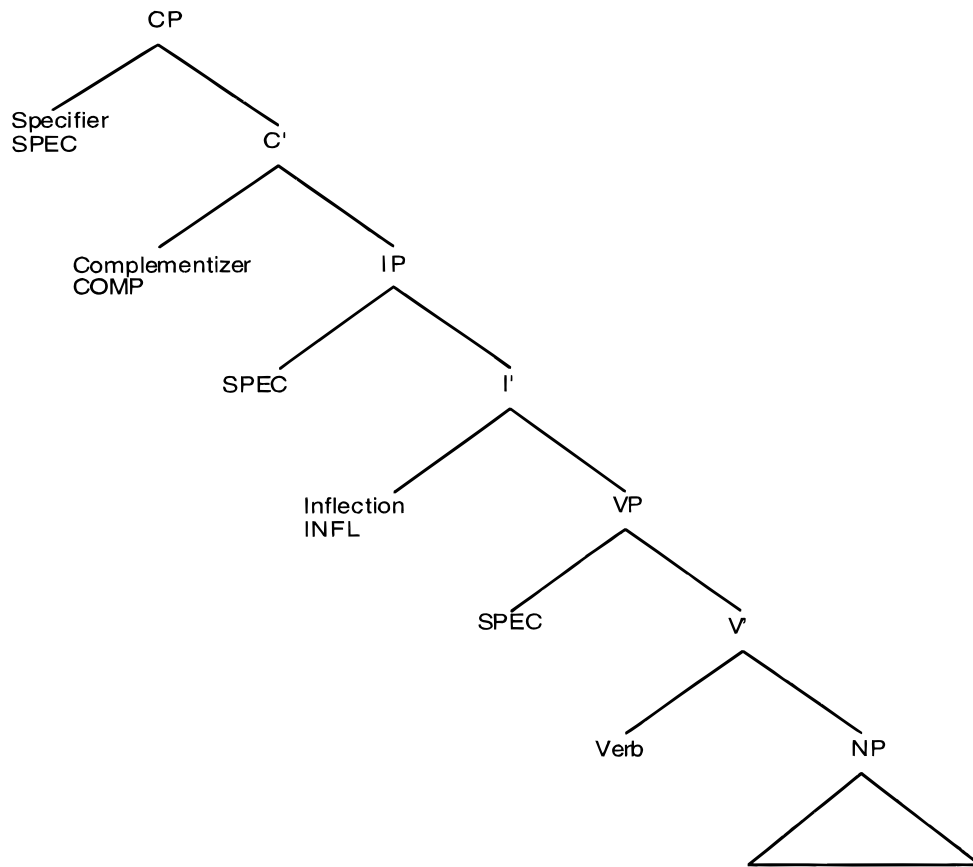 CP
Specifier
SPEC
C'
Complementizer
COMP
IP
SPEC
I'
Inflection
INFL
VP
SPEC
V'
Verb
NP